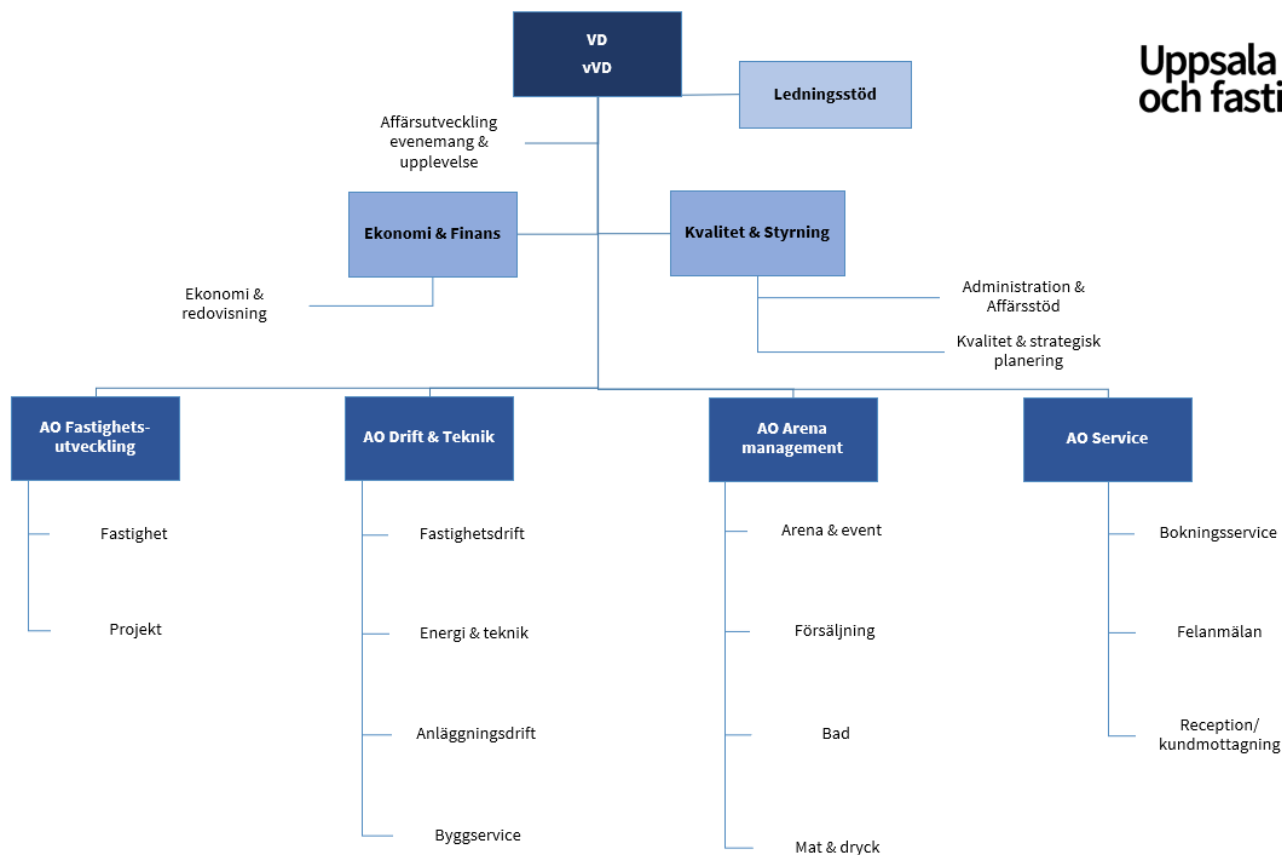 VD
vVD
Uppsala
och fasti
Ledningsstöd
Affärsutveckling
evenemang &
upplevelse
Ekonomi & Finans
Kvalitet & Styrning
Ekonomi &
redovisning
Administration &
Affärsstöd
Kvalitet & strategisk
planering
AO Fastighets-
utveckling
AO Drift & Teknik
AO Arena
management
AO Service
Fastighet
Fastighetsdrift
Arena & event
Bokningsservice
Projekt
Energi & teknik
Försäljning
Felanmälan
Anläggningsdrift
Bad
Reception/
kundmottagning
Byggservice
Mat & dryck